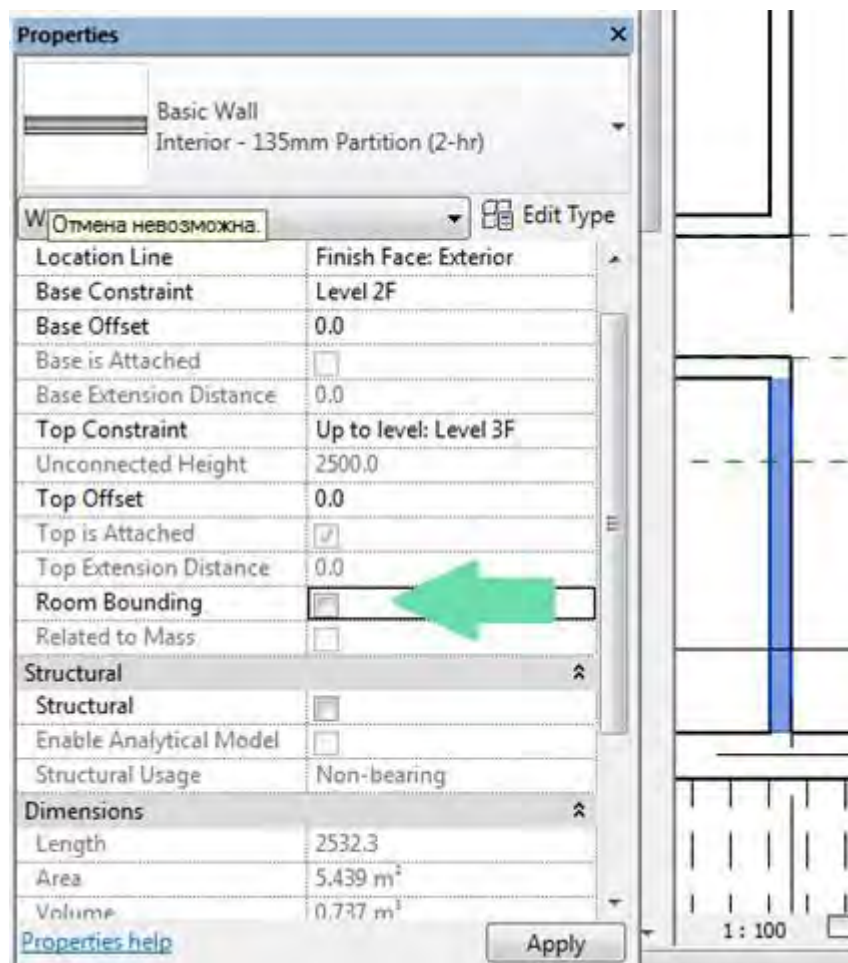 Properties
Basic Wall
Interior - 135mm Partition (2-hr)
W Отмена невозможна. Edit Type
Location Line Finish Face: Exterior
Base Constraint Level 2F
Base Offset 0.0
Base is Attached
Base Extension Distance 0.0
Top Constraint Up to level: Level 3F
Unconnected Height 2500.0
Top Offset 0.0
Top is Attached
Top Extension Distance 0.0
Room Bounding
Related to Mass
Structural
Structural
Enable Analytical Model
Structural Usage Non-bearing
Dimensions
Length 2532.3
Area 5.439 m²
Volume 0.737 m³
Properties help Apply
1 : 100